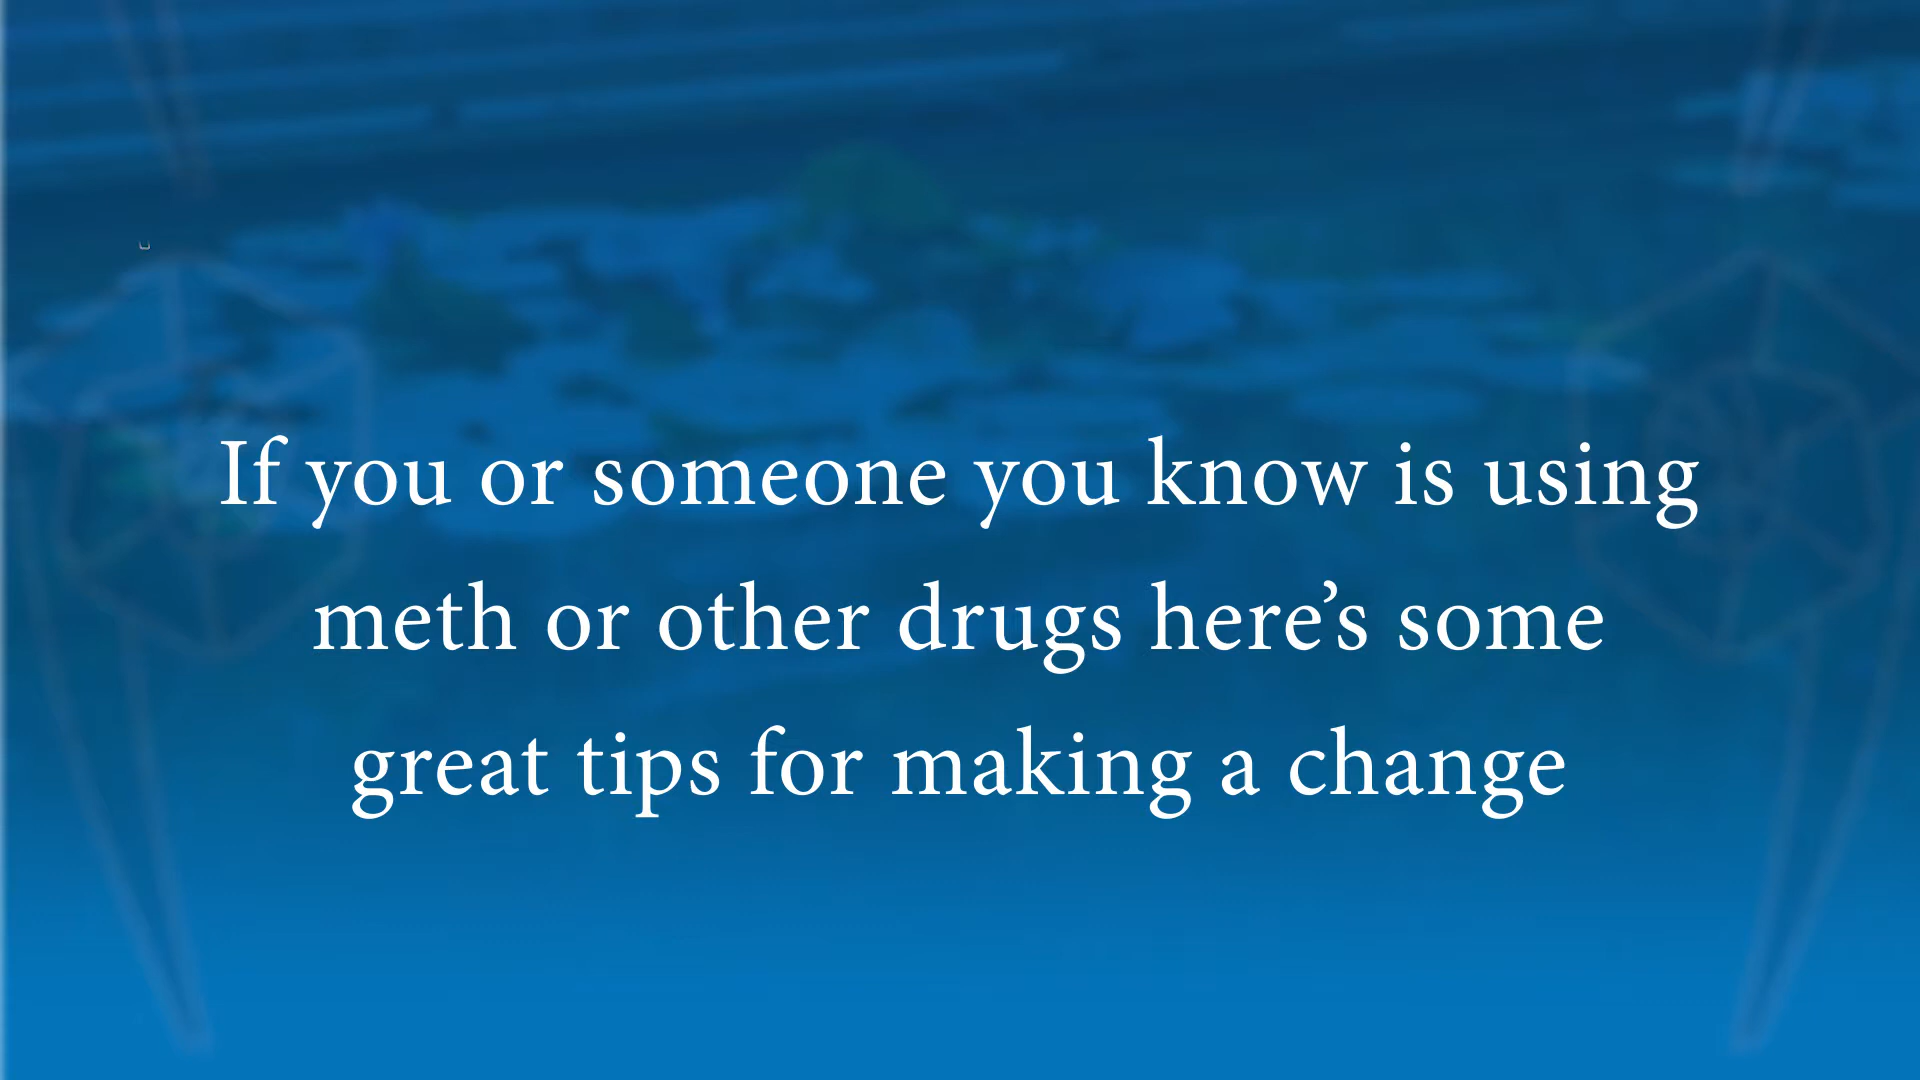 If you or someone you know is using
meth or other drugs here’s some
great tips for making a change